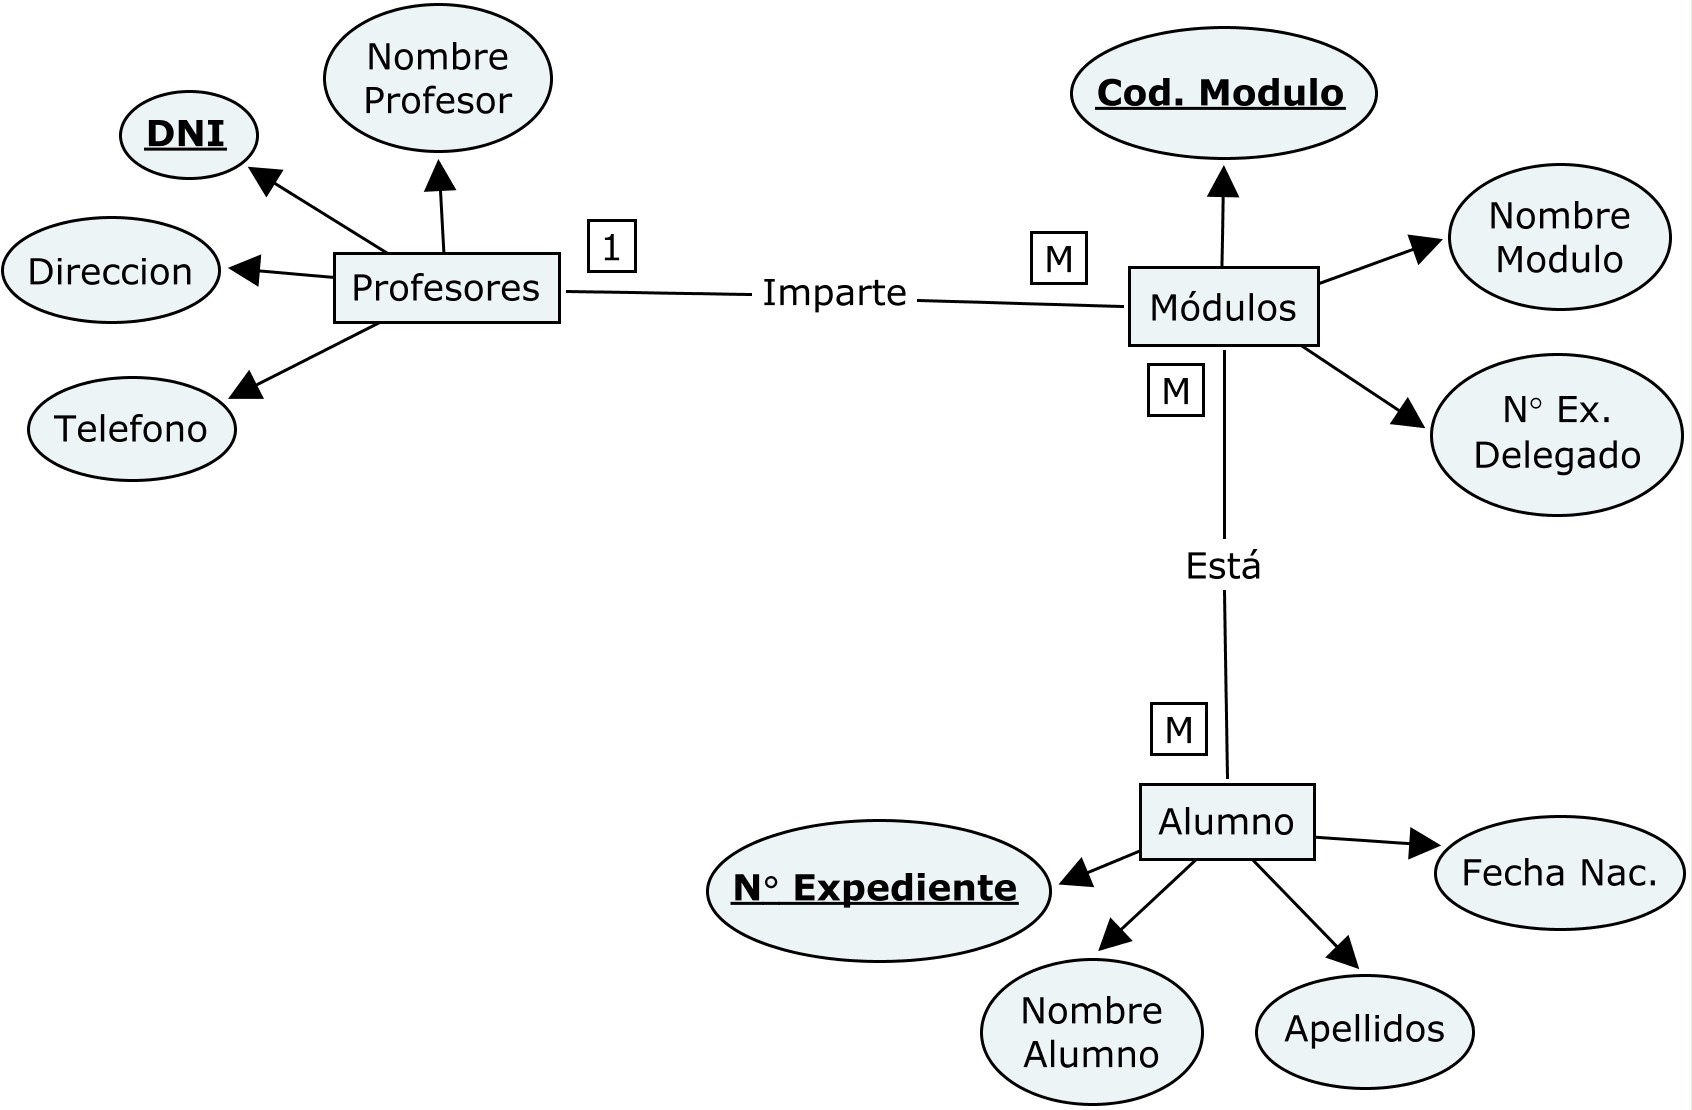 Nombre
Profesor
DNI
Direccion
Telefono
Profesores
1
Imparte
M
Módulos
Cod. Modulo
Nombre
Modulo
N° Ex.
Delegado
M
Está
M
Alumno
N° Expediente
Nombre
Alumno
Apellidos
Fecha Nac.